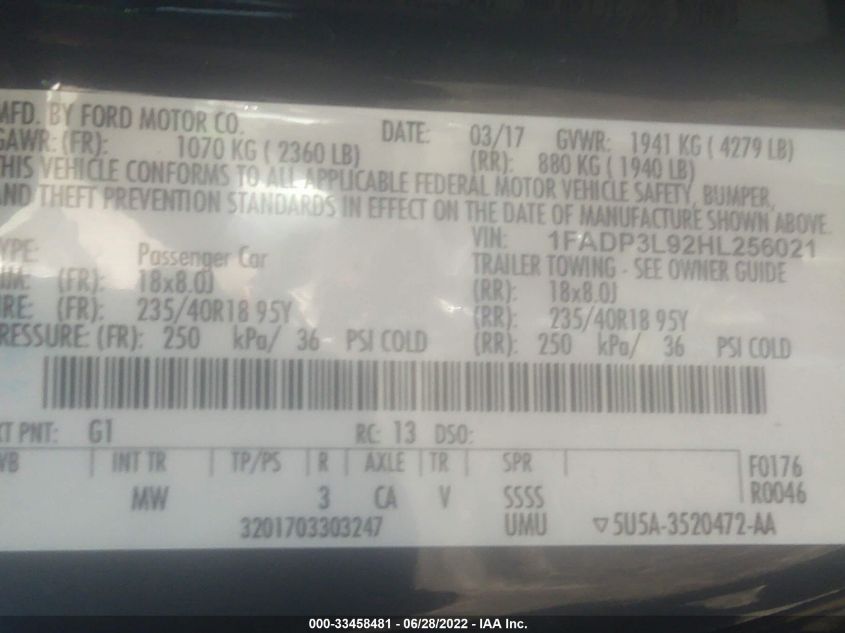 MFD. BY FORD MOTOR CO. DATE: 03/17 GVWR: 1941 KG ( 4279 LB)
GAWR: (FR): 1070 KG ( 2360 LB) (RR): 880 KG ( 1940 LB)
THIS VEHICLE CONFORMS TO ALL APPLICABLE FEDERAL MOTOR VEHICLE SAFETY, BUMPER,
AND THEFT PREVENTION STANDARDS IN EFFECT ON THE DATE OF MANUFACTURE SHOWN ABOVE.
VIN: 1FADP3L92HL256021
YPE: Passenger Car TRAILER TOWING - SEE OWNER GUIDE
IM: (FR): 18x8.0J (RR): 18x8.0J
IRE: (FR): 235/40R18 95Y (RR): 235/40R18 95Y
RESSURE: (FR): 250 kPa/ 36 PSI COLD (RR): 250 kPa/ 36 PSI COLD
XT PNT: G1 RC: 13 DSO:
WB INT TR TP/PS R AXLE TR SPR F0176
MW 3 CA V SSSS R0046
3201703303247 UMU ▽5U5A-3520472-AA
000-33458481 - 06/28/2022 - IAA Inc.